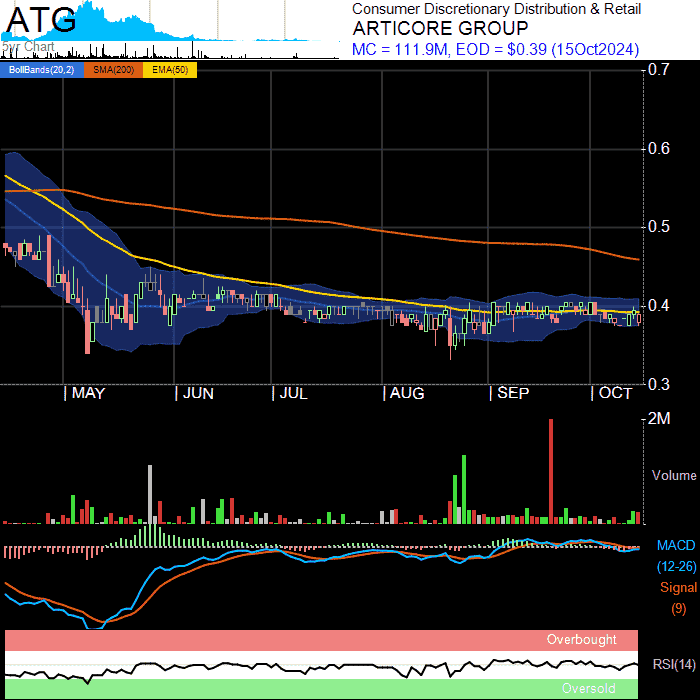 ATG
5yr Chart
Consumer Discretionary Distribution & Retail
ARTICORE GROUP
MC = 111.9M, EOD = $0.39 (15Oct2024)
BollBands(20,2) SMA(200) EMA(50)
0.7
0.6
0.5
0.4
0.3
MAY JUN JUL AUG SEP OCT
2M
Volume
MACD
(12-26)
Signal
(9)
Overbought
RSI(14)
Oversold